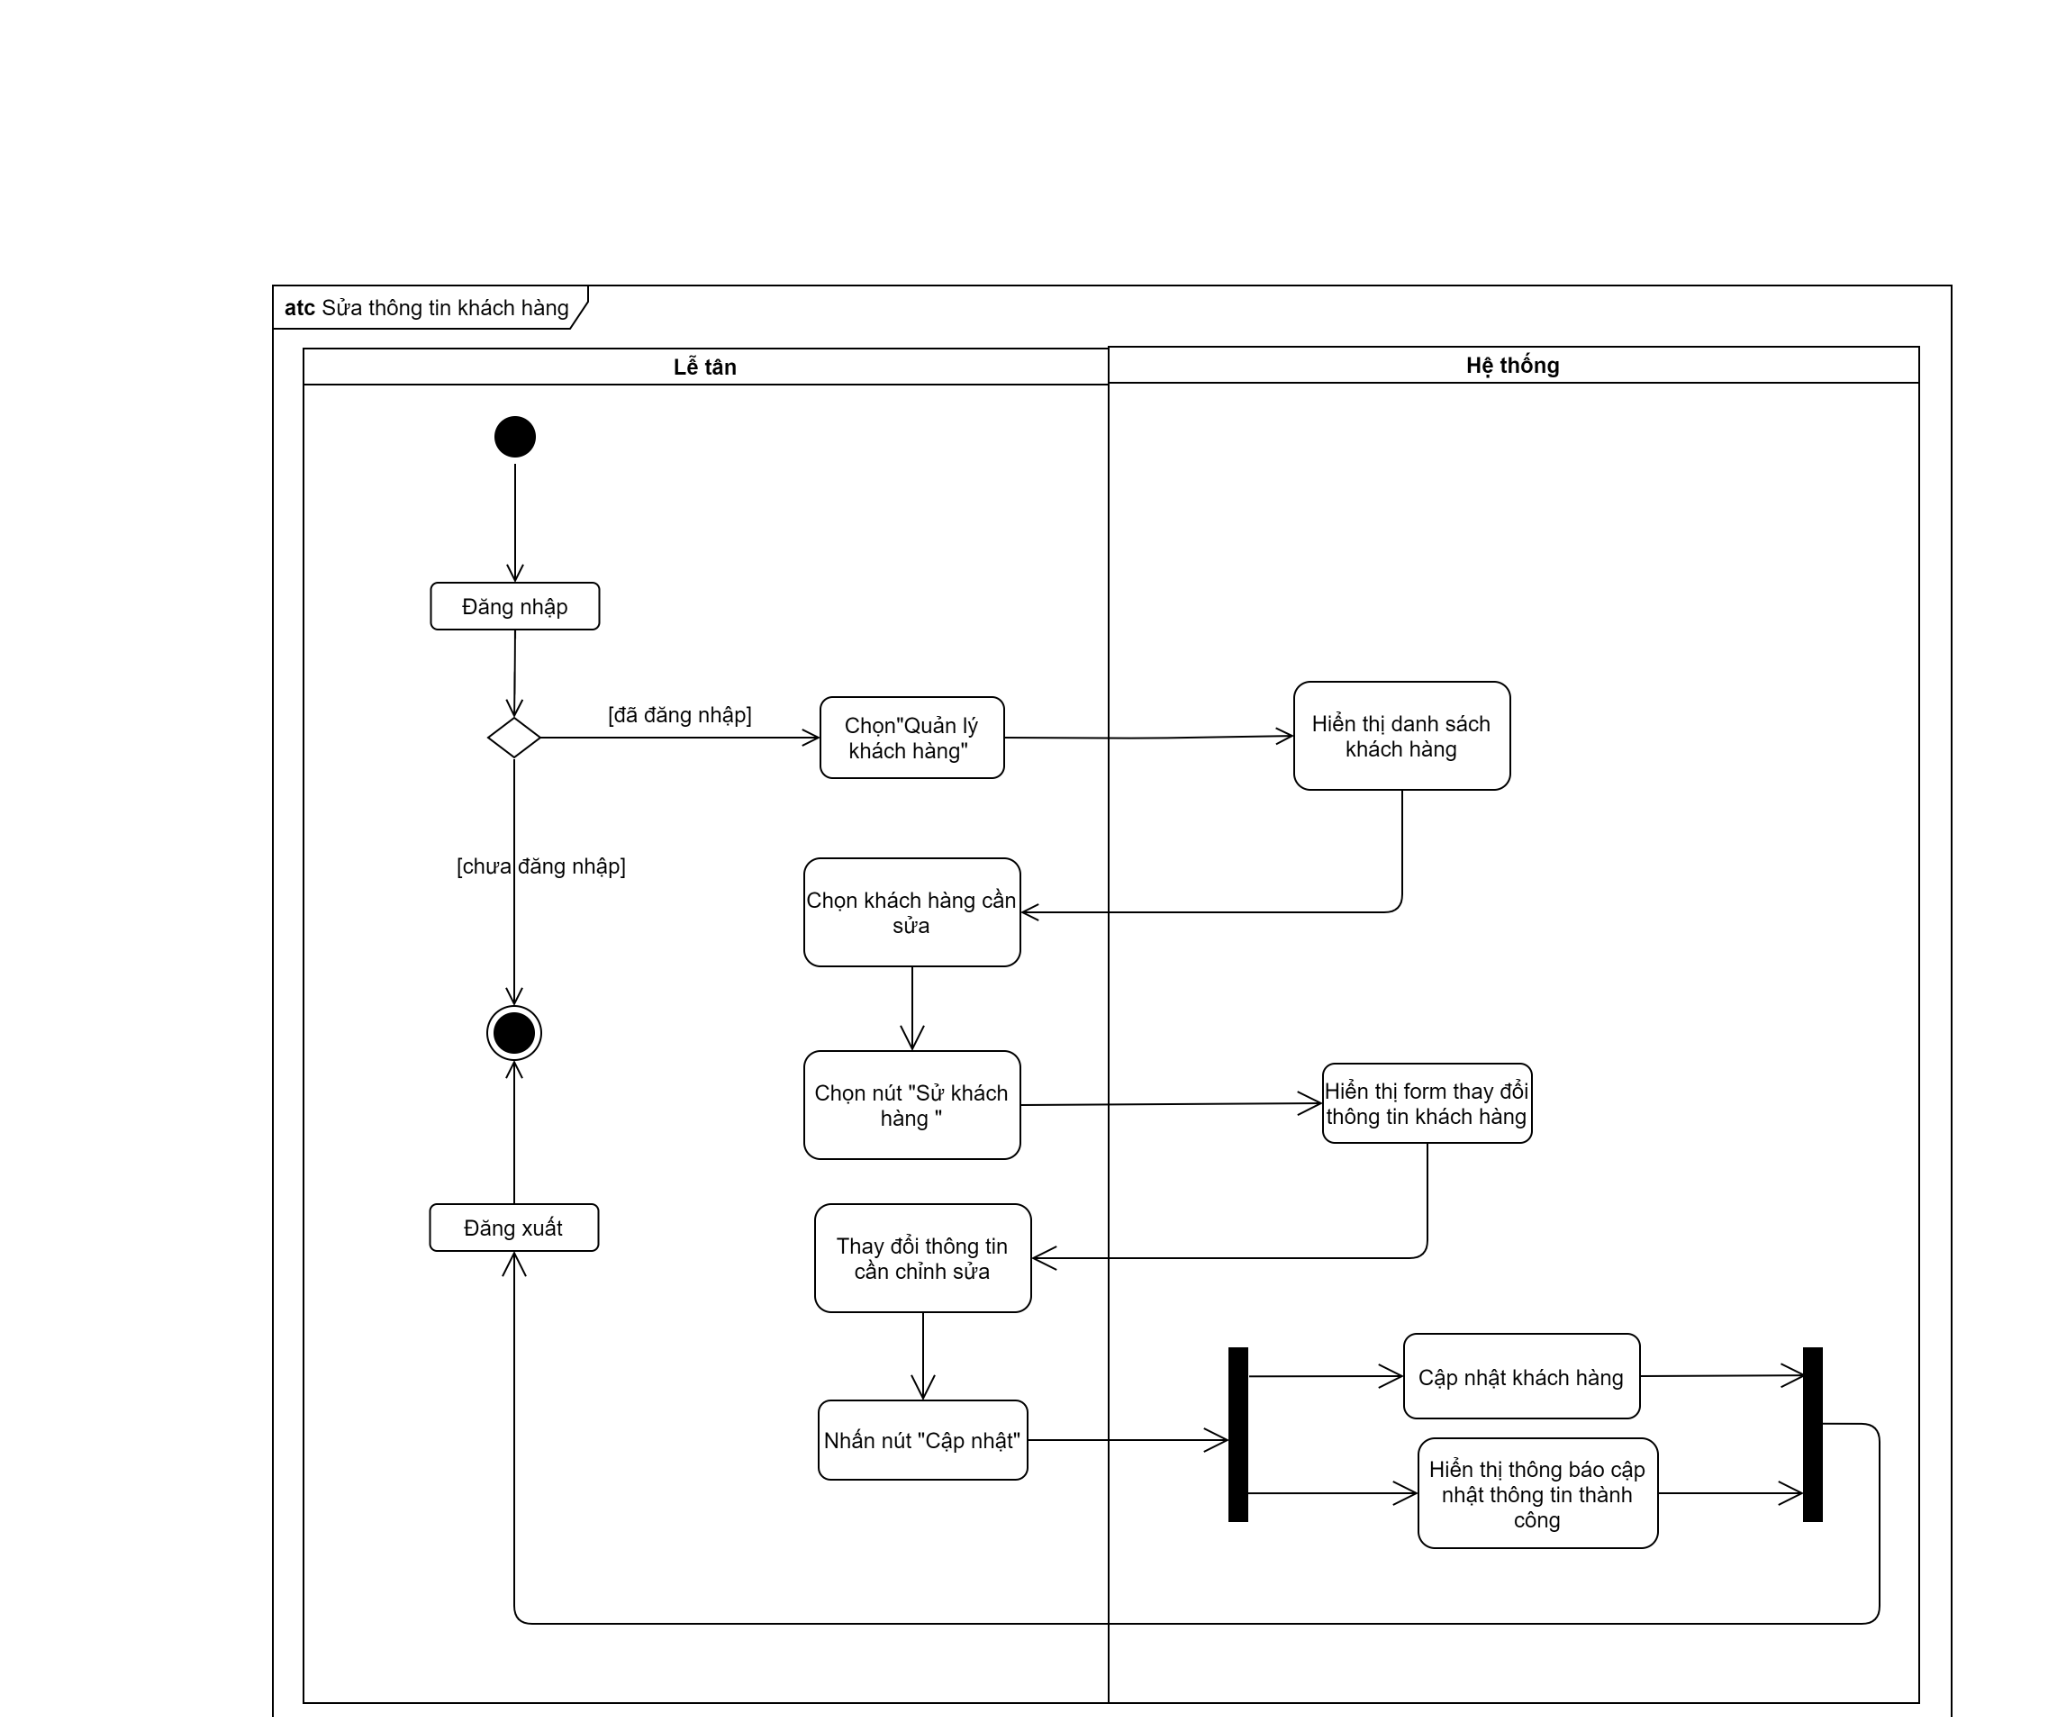 atc Sửa thông tin khách hàng
Lễ tân
Hệ thống
Đăng nhập
[đã đăng nhập]
Chọn"Quản lý
khách hàng"
Hiển thị danh sách
khách hàng
[chưa đăng nhập]
Chọn khách hàng cần
sửa
Chọn nút "Sử khách
hàng "
Hiển thị form thay đổi
thông tin khách hàng
Đăng xuất
Thay đổi thông tin
cần chỉnh sửa
Cập nhật khách hàng
Nhấn nút "Cập nhật"
Hiển thị thông báo cập
nhật thông tin thành
công